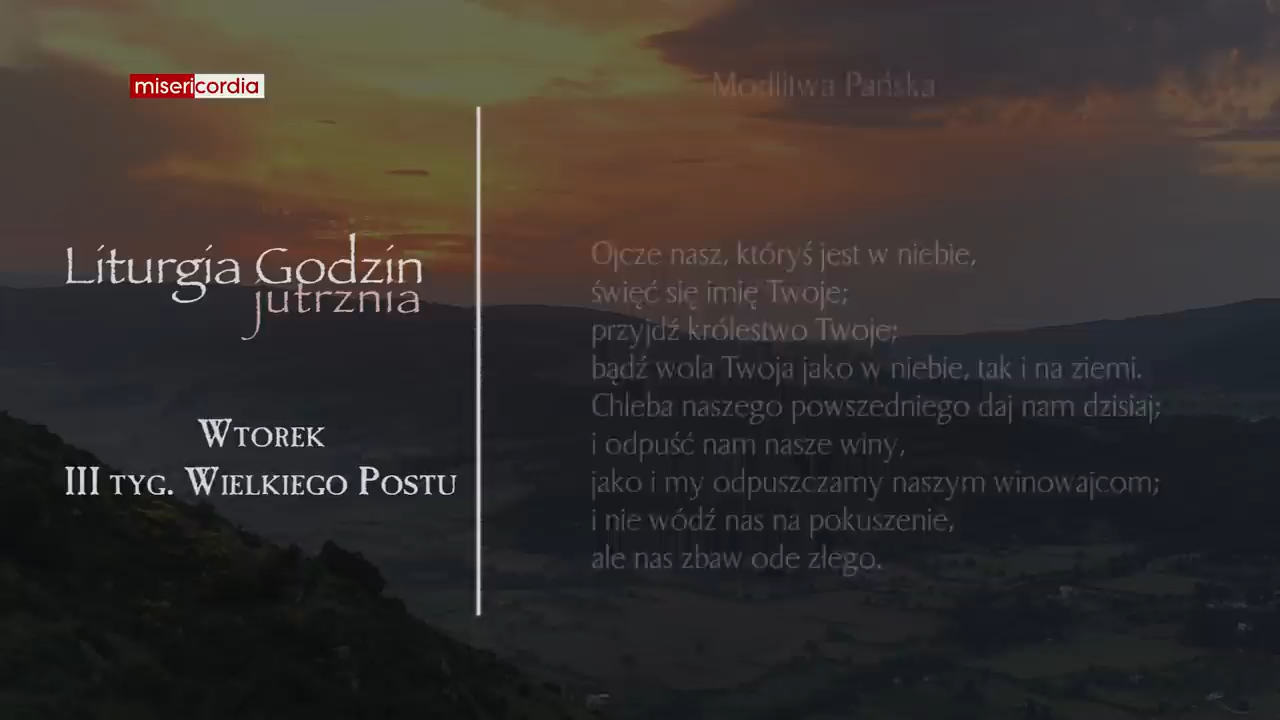 misericordia
Liturgia Godzin
jutrznia
Wtorek
III tyg. Wielkiego Postu
Modlitwa Pańska
Ojcze nasz, któryś jest w niebie,
święć się imię Twoje;
przyjdź królestwo Twoje;
bądź wola Twoja jako w niebie, tak i na ziemi.
Chleba naszego powszedniego daj nam dzisiaj;
i odpuść nam nasze winy,
jako i my odpuszczamy naszym winowajcom;
i nie wódź nas na pokuszenie,
ale nas zbaw ode złego.